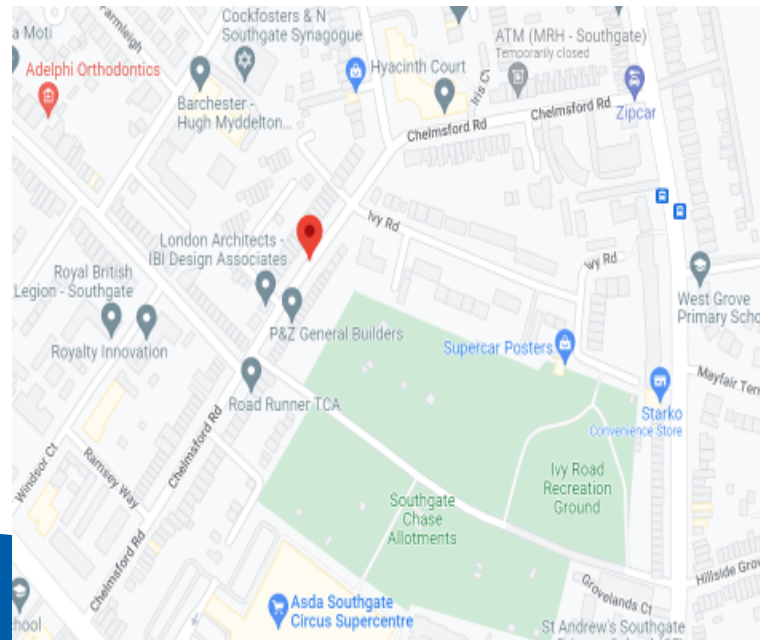 a Moti
Farmleigh
Cockfosters & N
Southgate Synagogue
ATM (MRH - Southgate)
Temporarily closed
Adelphi Orthodontics
Hyacinth Court
Iris Cl
Barchester -
Hugh Myddelton...
Chelmsford Rd
Chelmsford Rd
Zipcar
Ivy Rd
London Architects -
IBI Design Associates
Ivy Rd
Royal British
Legion - Southgate
West Grove
Primary Scho
P&Z General Builders
Royalty Innovation
Supercar Posters
Mayfair Terr
Road Runner TCA
Starko
Convenience Store
Chelmsford Rd
Windsor Ct
Ramsey Way
Ivy Road
Recreation
Ground
Southgate
Chase
Allotments
Chelmsford Rd
Hillside Grov
Grovelands Ct
hool
Asda Southgate
Circus Supercentre
St Andrew's Southgate